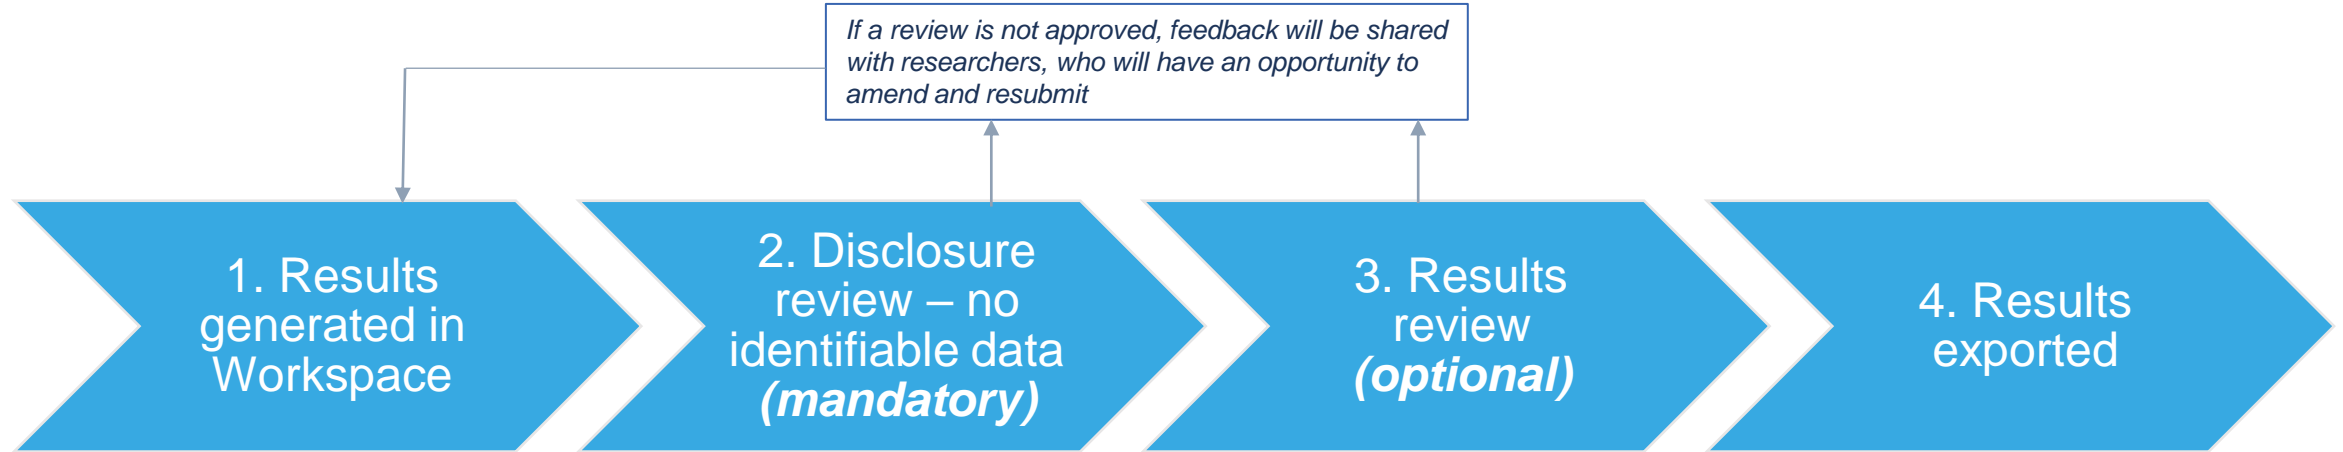 If a review is not approved, feedback will be shared
with researchers, who will have an opportunity to
amend and resubmit
1. Results
generated in
Workspace
2. Disclosure
review – no
identifiable data
(mandatory)
3. Results
review
(optional)
4. Results
exported